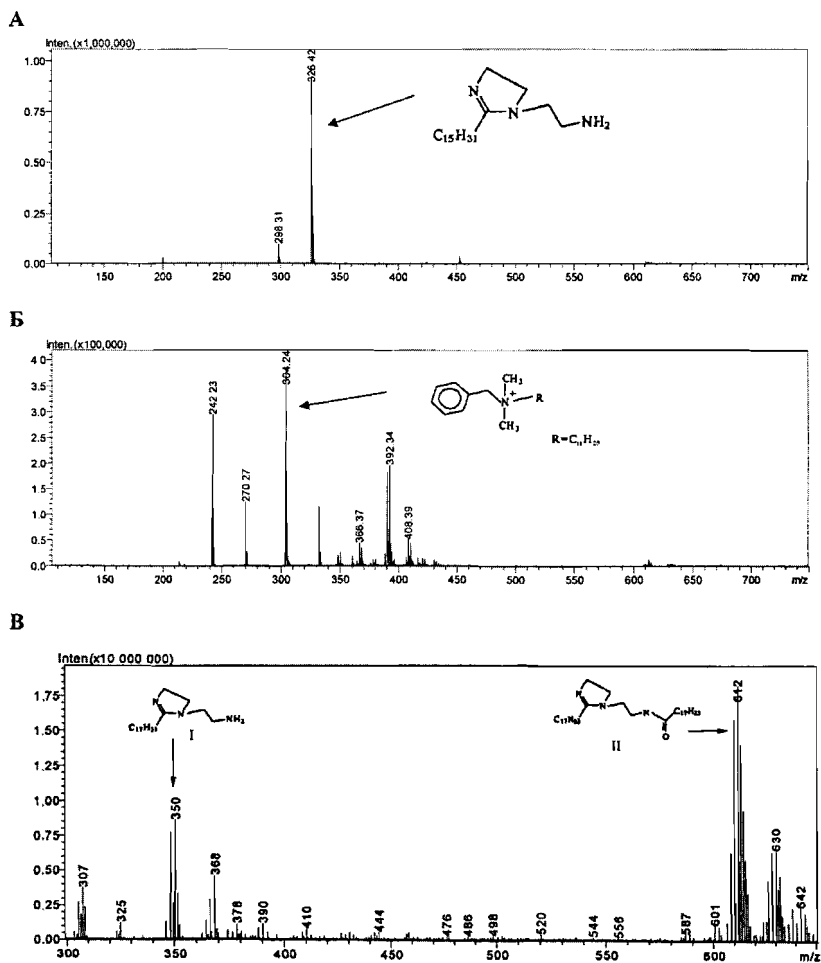 А
Inten.(x1,000,000)
1.00
0.75
0.50
0.25
0.00
326.42
298.31
N
N
NH₂
C₁₅H₃₁
150 200 250 300 350 400 450 500 550 600 650 700 m/z
Б
Inten.(x100,000)
4.0
3.5
3.0
2.5
2.0
1.5
1.0
0.5
0.0
242.23
270.27
304.24
392.34
408.39
CH₃
N
+
R
CH₃
150 200 250 300 350 400 450 500 550 600 650 700 m/z
В
Inten.(x10 000 000)
1.75
1.50
1.25
1.00
0.75
0.50
0.25
0.00
N
N
NH₂
I
N
N
N
O
II
307
325
350
368
378
390
410
444
476
486
498
520
544
556
587
601
612
630
642
300 350 400 450 500 550 600 m/z